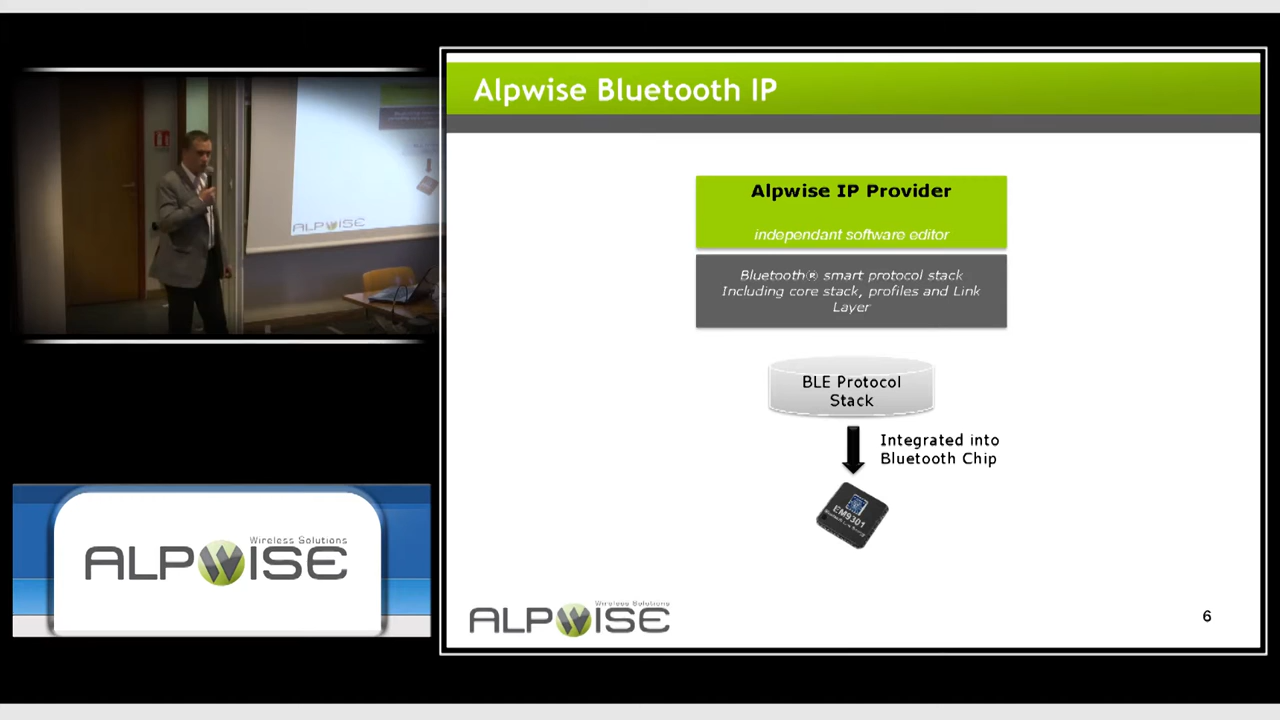 Alpwise Bluetooth IP
Alpwise IP Provider
independant software editor
Bluetooth® smart protocol stack
Including core stack, profiles and Link
Layer
BLE Protocol
Stack
Integrated into
Bluetooth Chip
EM9301
Wireless Solutions
ALPWISE
6
ALPWISE
Wireless Solutions
ALPWISE